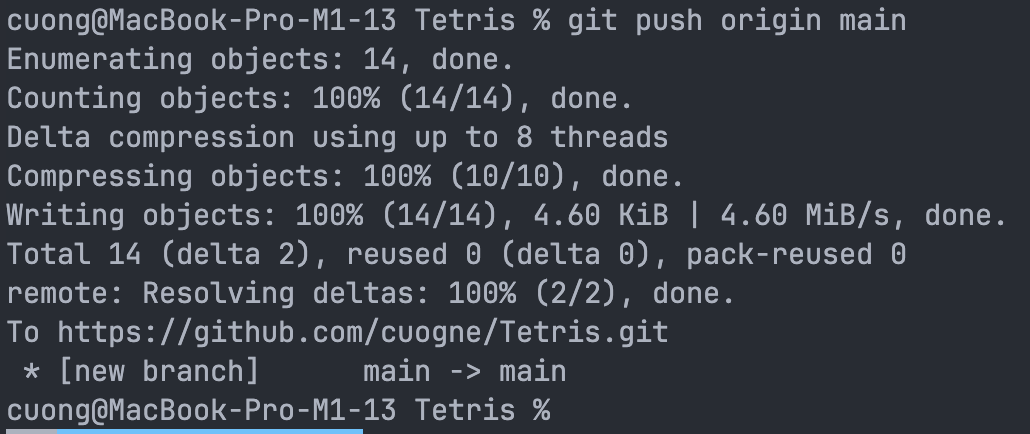 cuong@MacBook-Pro-M1-13 Tetris % git push origin main
Enumerating objects: 14, done.
Counting objects: 100% (14/14), done.
Delta compression using up to 8 threads
Compressing objects: 100% (10/10), done.
Writing objects: 100% (14/14), 4.60 KiB | 4.60 MiB/s, done.
Total 14 (delta 2), reused 0 (delta 0), pack-reused 0
remote: Resolving deltas: 100% (2/2), done.
To https://github.com/cuogne/Tetris.git
 * [new branch]      main -> main
cuong@MacBook-Pro-M1-13 Tetris %